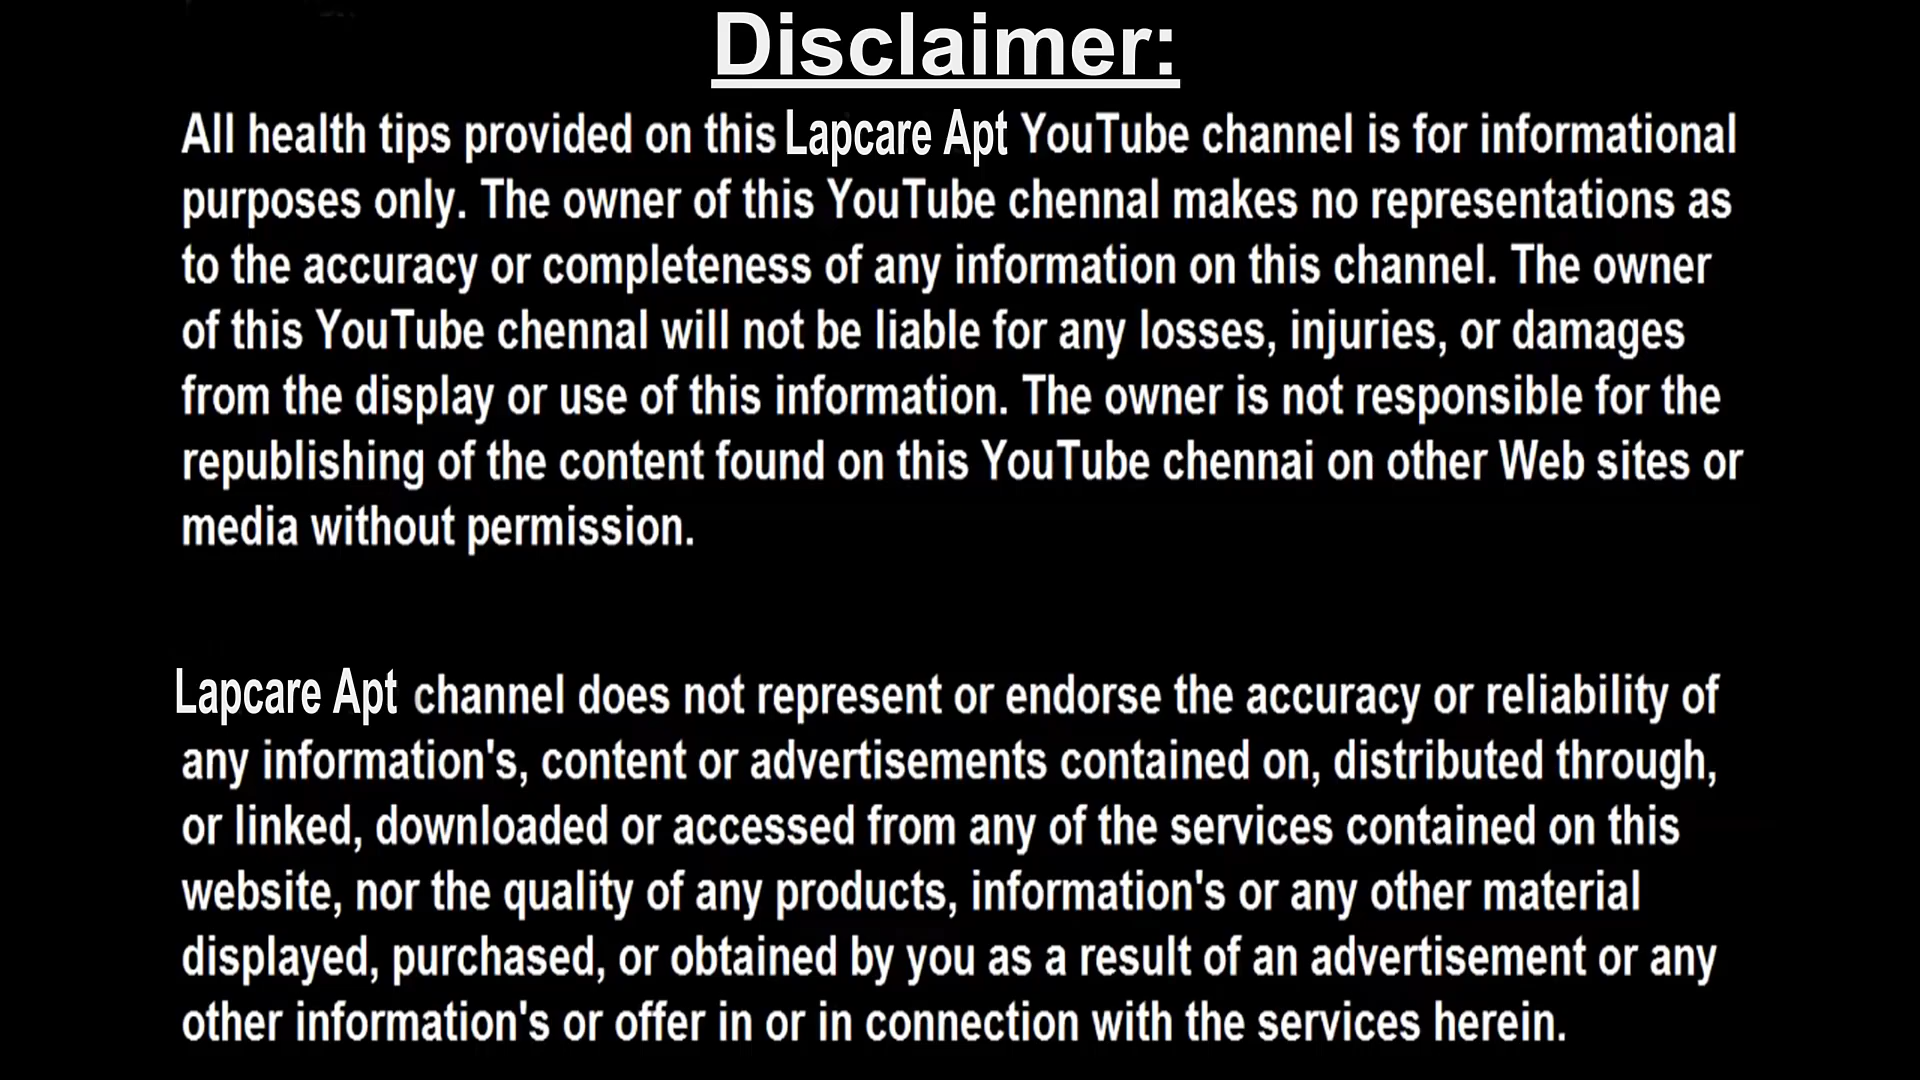 Disclaimer:
All health tips provided on this Lapcare Apt YouTube channel is for informational
purposes only. The owner of this YouTube chennal makes no representations as
to the accuracy or completeness of any information on this channel. The owner
of this YouTube chennal will not be liable for any losses, injuries, or damages
from the display or use of this information. The owner is not responsible for the
republishing of the content found on this YouTube chennai on other Web sites or
media without permission.
Lapcare Apt channel does not represent or endorse the accuracy or reliability of
any information's, content or advertisements contained on, distributed through,
or linked, downloaded or accessed from any of the services contained on this
website, nor the quality of any products, information's or any other material
displayed, purchased, or obtained by you as a result of an advertisement or any
other information's or offer in or in connection with the services herein.